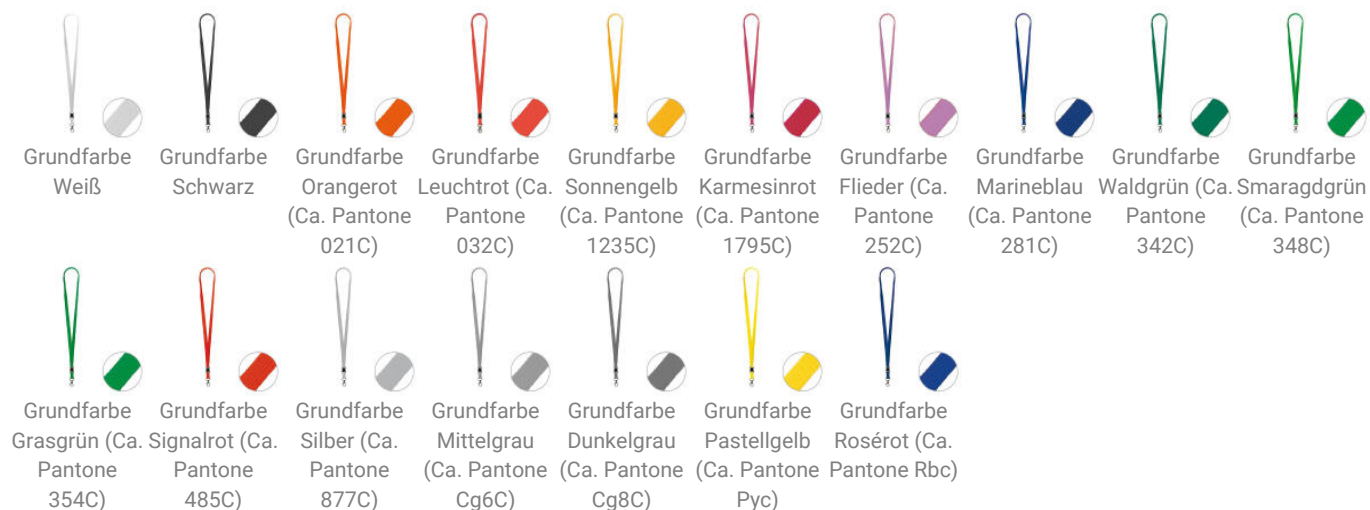 Grundfarbe
Weiß
Grundfarbe
Schwarz
Grundfarbe
Orangerot
(Ca. Pantone
021C)
Grundfarbe
Leuchtrot (Ca.
Pantone
032C)
Grundfarbe
Sonnengelb
(Ca. Pantone
1235C)
Grundfarbe
Karmesinrot
(Ca. Pantone
1795C)
Grundfarbe
Flieder (Ca.
Pantone
252C)
Grundfarbe
Marineblau
(Ca. Pantone
281C)
Grundfarbe
Waldgrün (Ca.
Pantone
342C)
Grundfarbe
Smaragdgrün
(Ca. Pantone
348C)
Grundfarbe
Grasgrün (Ca.
Pantone
354C)
Grundfarbe
Signalrot (Ca.
Pantone
485C)
Grundfarbe
Silber (Ca.
Pantone
877C)
Grundfarbe
Mittelgrau
(Ca. Pantone
Cg6C)
Grundfarbe
Dunkelgrau
(Ca. Pantone
Cg8C)
Grundfarbe
Pastellgelb
(Ca. Pantone
Pyc)
Grundfarbe
Rosérot (Ca.
Pantone Rbc)